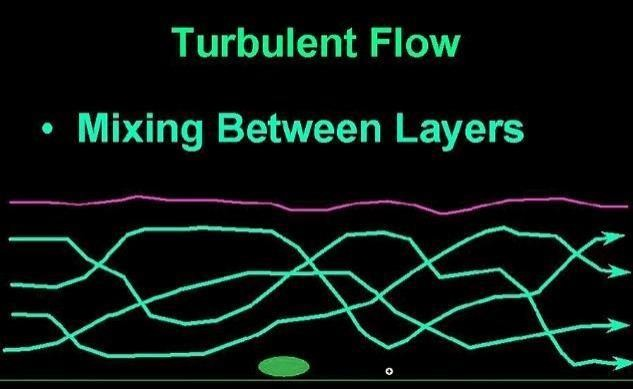 Turbulent Flow
• Mixing Between Layers